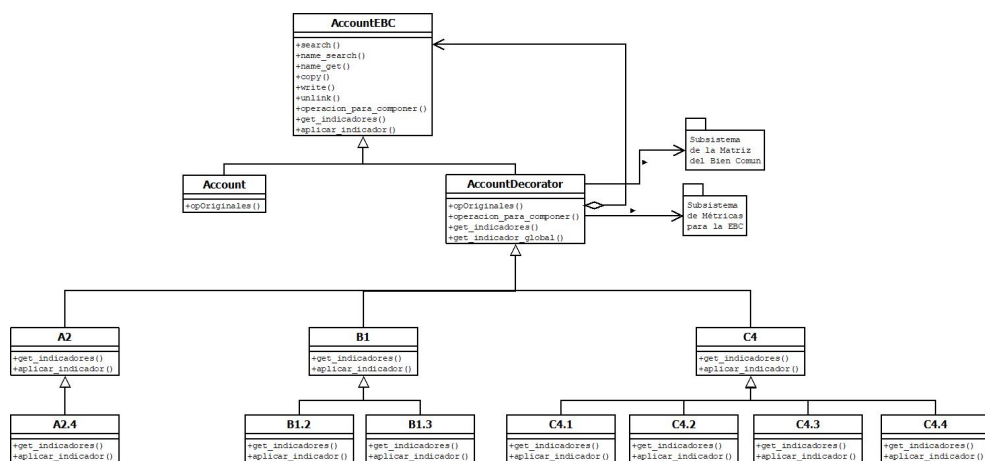 AccountEBC
+search()
+name_search()
+name_get()
+copy()
+write()
+unlink()
+operacion_para_componer()
+get_indicadores()
+aplicar_indicador()
Subsistema
de la Matriz
del Bien Comun
Account
+opOriginales()
AccountDecorator
+opOriginales()
+operacion_para_componer()
+get_indicadores()
+get_indicador_global()
Subsistema
de Métricas
para la EBC
A2
+get_indicadores()
+aplicar_indicador()
B1
+get_indicadores()
+aplicar_indicador()
C4
+get_indicadores()
+aplicar_indicador()
A2.4
+get_indicadores()
+aplicar_indicador()
B1.2
+get_indicadores()
+aplicar_indicador()
B1.3
+get_indicadores()
+aplicar_indicador()
C4.1
+get_indicadores()
+aplicar_indicador()
C4.2
+get_indicadores()
+aplicar_indicador()
C4.3
+get_indicadores()
+aplicar_indicador()
C4.4
+get_indicadores()
+aplicar_indicador()